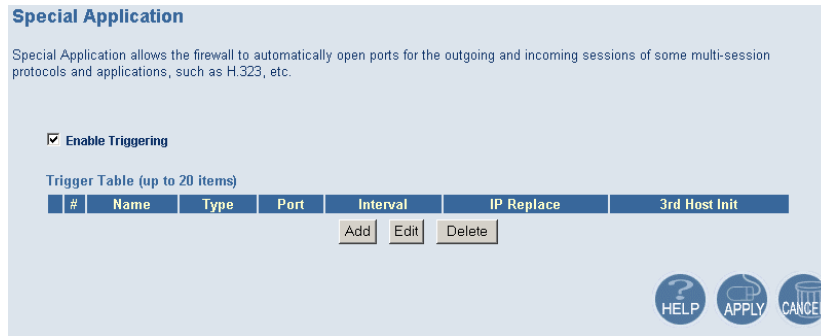 Special Application
Special Application allows the firewall to automatically open ports for the outgoing and incoming sessions of some multi-session
protocols and applications, such as H.323, etc.
Enable Triggering
Trigger Table (up to 20 items)
# Name Type Port Interval IP Replace 3rd Host Init
Add Edit Delete
HELP APPLY CANCEL